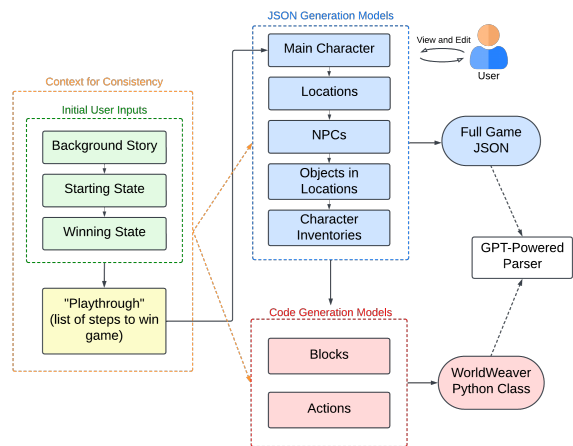 JSON Generation Models
Main Character
View and Edit
User
Context for Consistency
Initial User Inputs
Background Story
Starting State
Winning State
"Playthrough"
(list of steps to win
game)
Locations
NPCs
Objects in
Locations
Character
Inventories
Full Game
JSON
GPT-Powered
Parser
Code Generation Models
Blocks
Actions
WorldWeaver
Python Class